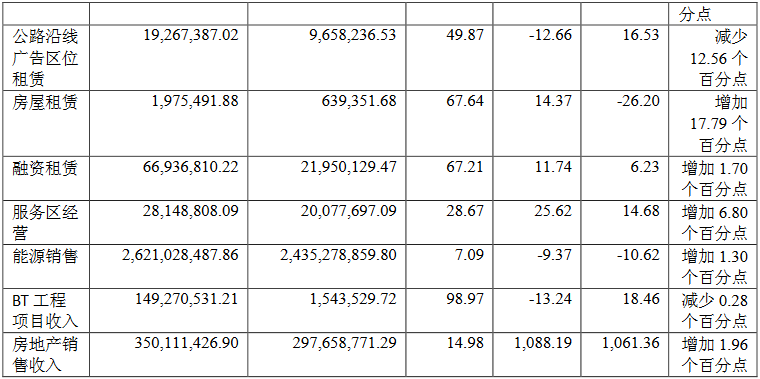 分点
公路沿线广告区位租赁 19,267,387.02 9,658,236.53 49.87 -12.66 16.53 减少 12.56 个百分点
房屋租赁 1,975,491.88 639,351.68 67.64 14.37 -26.20 增加 17.79 个百分点
融资租赁 66,936,810.22 21,950,129.47 67.21 11.74 6.23 增加 1.70 个百分点
服务区经营 28,148,808.09 20,077,697.09 28.67 25.62 14.68 增加 6.80 个百分点
能源销售 2,621,028,487.86 2,435,278,859.80 7.09 -9.37 -10.62 增加 1.30 个百分点
BT 工程项目收入 149,270,531.21 1,543,529.72 98.97 -13.24 18.46 减少 0.28 个百分点
房地产销售收入 350,111,426.90 297,658,771.29 14.98 1,088.19 1,061.36 增加 1.96 个百分点